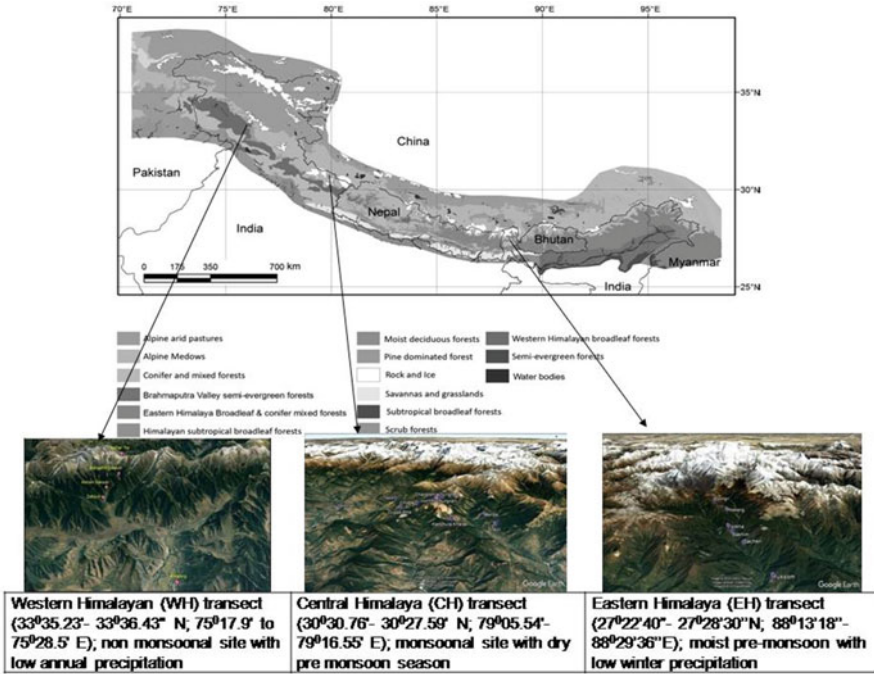 70°E 75°E 80°E 85°E 90°E 95°E
35°N
China
Pakistan
30°N
Nepal
India
Bhutan
Myanmar
0 175 350 700 km
India
25°N
Alpine arid pastures
Alpine Medows
Conifer and mixed forests
Brahmaputra Valley semi-evergreen forests
Eastern Himalaya Broadleaf & conifer mixed forests
Himalayan subtropical broadleaf forests
Moist deciduous forests
Pine dominated forest
Rock and Ice
Savannas and grasslands
Subtropical broadleaf forests
Scrub forests
Western Himalayan broadleaf forests
Semi-evergreen forests
Water bodies
Google Earth
Google Earth
Western Himalayan (WH) transect
(33⁰35.23'- 33⁰36.43" N; 75⁰17.9' to
75⁰28.5' E); non monsoonal site with
low annual precipitation
Central Himalaya (CH) transect
(30⁰30.76'- 30⁰27.59' N; 79⁰05.54'-
79⁰16.55' E); monsoonal site with dry
pre monsoon season
Eastern Himalaya (EH) transect
(27⁰22'40"- 27⁰28'30"N; 88⁰13'18"-
88⁰29'36"E); moist pre-monsoon with
low winter precipitation